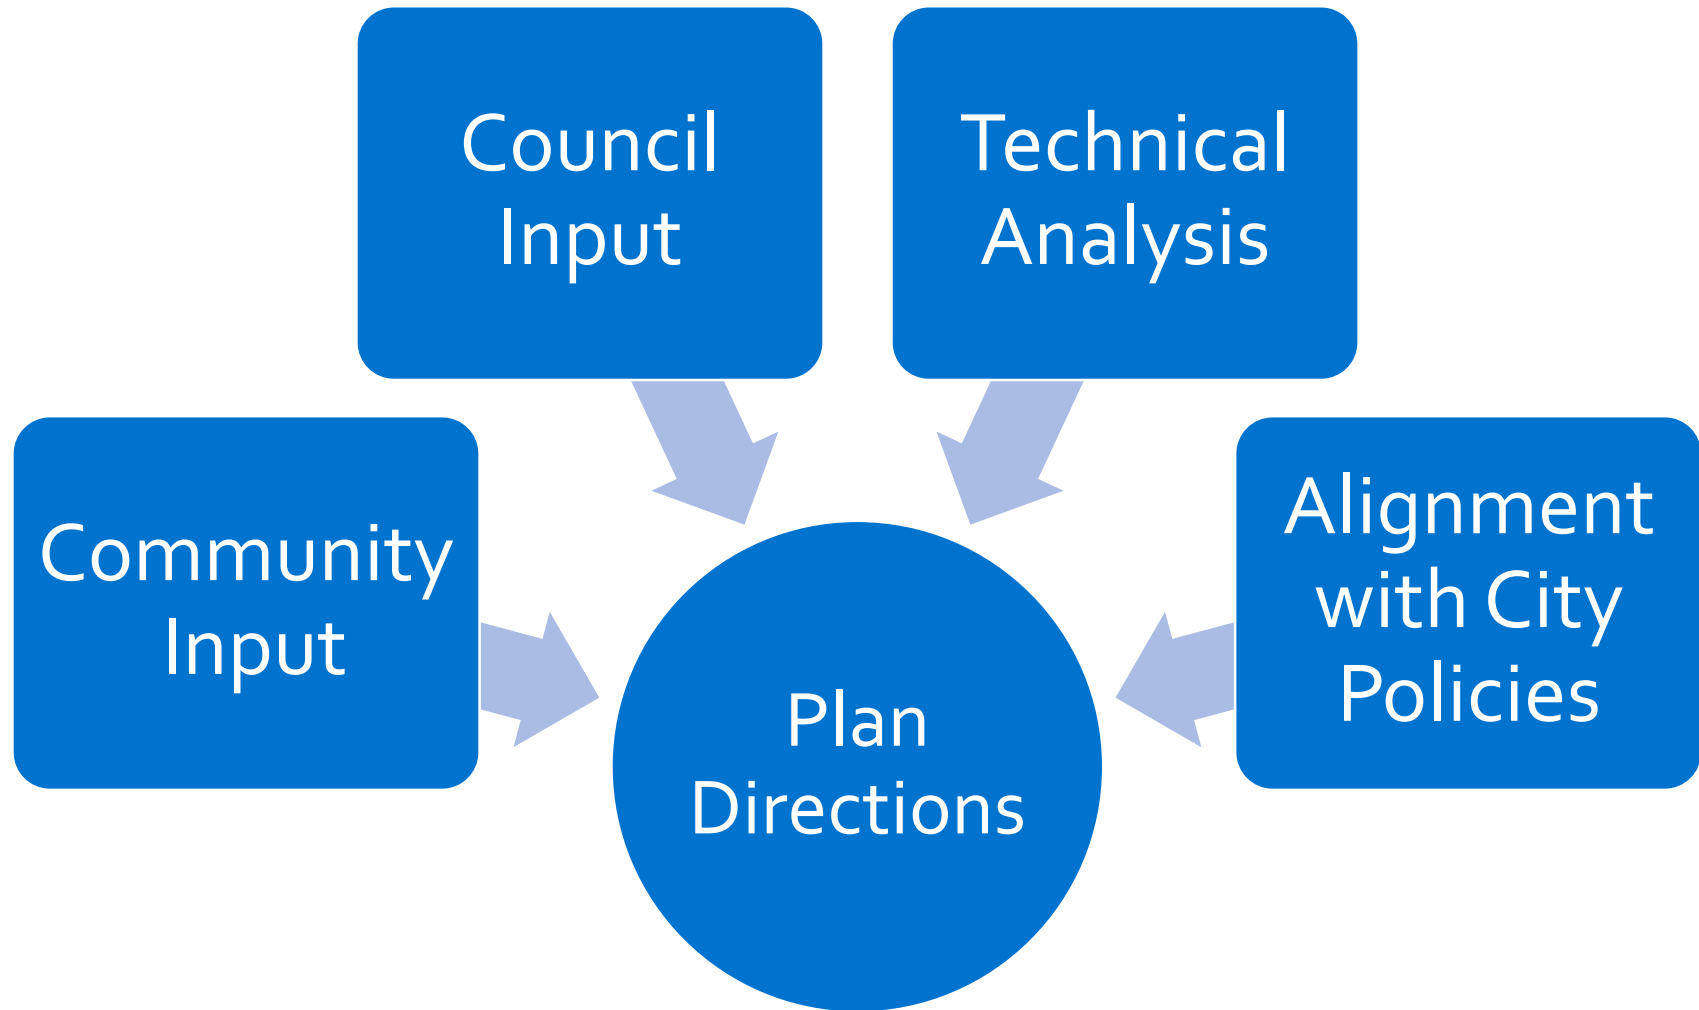 Council
Input
Technical
Analysis
Community
Input
Alignment
with City
Policies
Plan
Directions